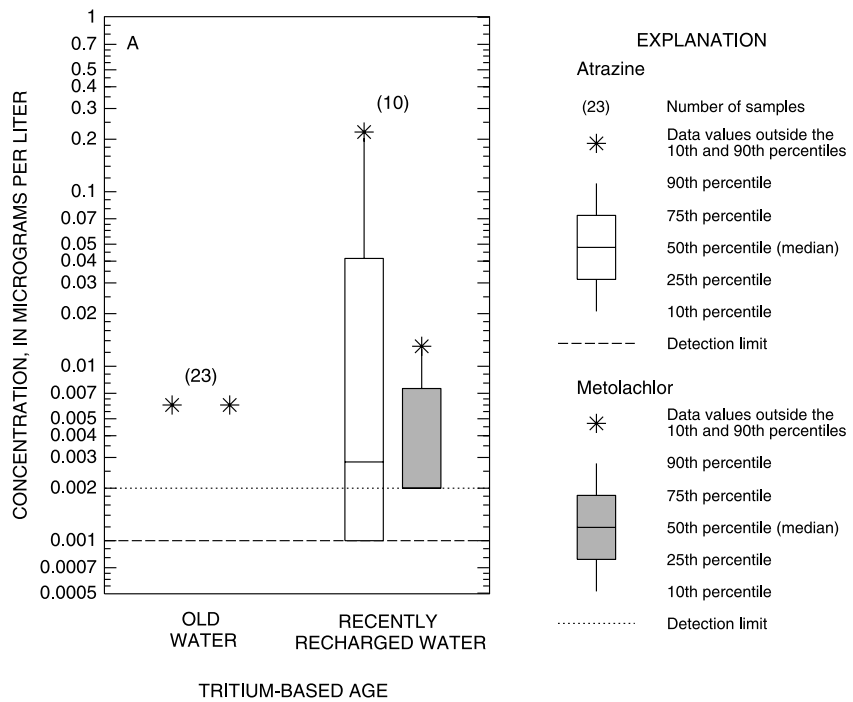 A
CONCENTRATION, IN MICROGRAMS PER LITER
1
0.7
0.5
0.4
0.3
0.2
0.1
0.07
0.05
0.04
0.03
0.02
0.01
0.007
0.005
0.004
0.003
0.002
0.001
0.0007
0.0005
(23)
(10)
OLD
WATER
RECENTLY
RECHARGED WATER
TRITIUM-BASED AGE
EXPLANATION
Atrazine
(23) Number of samples
Data values outside the
10th and 90th percentiles
90th percentile
75th percentile
50th percentile (median)
25th percentile
10th percentile
Detection limit
Metolachlor
Data values outside the
10th and 90th percentiles
90th percentile
75th percentile
50th percentile (median)
25th percentile
10th percentile
Detection limit